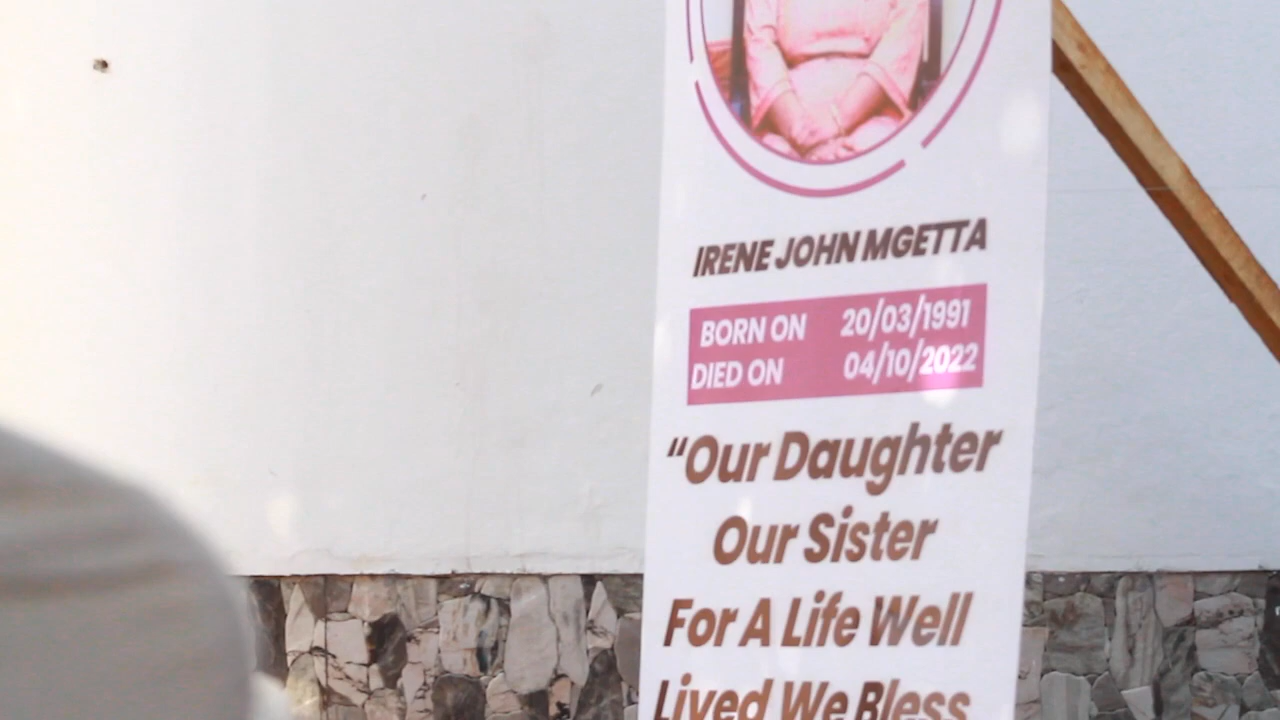 IRENE JOHN MGETTA
BORN ON 20/03/1991
DIED ON 04/10/2022
“Our Daughter
Our Sister
For A Life Well
Lived We Bless